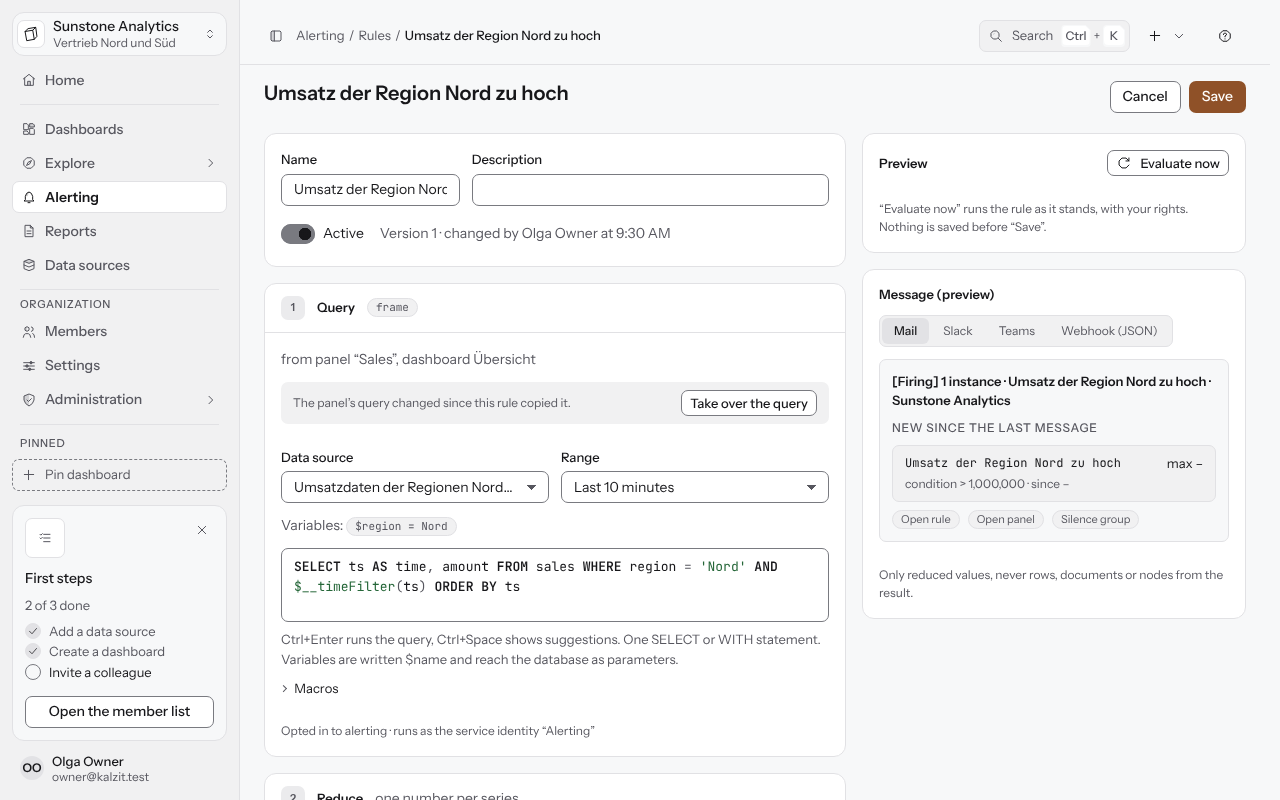 Sunstone Analytics
Vertrieb Nord und Süd
Home
Dashboards
Explore
Alerting
Reports
Data sources
ORGANIZATION
Members
Settings
Administration
PINNED
Pin dashboard
First steps
2 of 3 done
Add a data source
Create a dashboard
Invite a colleague
Open the member list
OO
Olga Owner
owner@kalzit.test
Alerting / Rules / Umsatz der Region Nord zu hoch
Search Ctrl + K
Umsatz der Region Nord zu hoch
Cancel
Save
Name
Description
Umsatz der Region Nord
Active
Version 1 · changed by Olga Owner at 9:30 AM
1 Query frame
from panel “Sales”, dashboard Übersicht
The panel’s query changed since this rule copied it.
Take over the query
Data source
Range
Umsatzdaten der Regionen Nord...
Last 10 minutes
Variables: $region = Nord
SELECT ts AS time, amount FROM sales WHERE region = 'Nord' AND
$__timeFilter(ts) ORDER BY ts
Ctrl+Enter runs the query, Ctrl+Space shows suggestions. One SELECT or WITH statement.
Variables are written $name and reach the database as parameters.
Macros
Opted in to alerting · runs as the service identity “Alerting”
2 Reduce one number per series
Preview
Evaluate now
“Evaluate now” runs the rule as it stands, with your rights.
Nothing is saved before “Save”.
Message (preview)
Mail
Slack
Teams
Webhook (JSON)
[Firing] 1 instance · Umsatz der Region Nord zu hoch ·
Sunstone Analytics
NEW SINCE THE LAST MESSAGE
Umsatz der Region Nord zu hoch max –
condition > 1,000,000 · since –
Open rule
Open panel
Silence group
Only reduced values, never rows, documents or nodes from the
result.